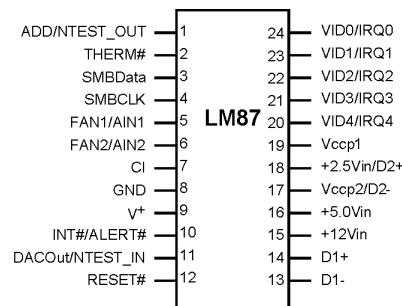 ADD/NTEST_OUT 1 24 VID0/IRQ0
THERM# 2 23 VID1/IRQ1
SMBData 3 22 VID2/IRQ2
SMBCLK 4 21 VID3/IRQ3
FAN1/AIN1 5 LM87 20 VID4/IRQ4
FAN2/AIN2 6 19 Vccp1
CI 7 18 +2.5Vin/D2+
GND 8 17 Vccp2/D2-
V+ 9 16 +5.0Vin
INT#/ALERT# 10 15 +12Vin
DACOut/NTEST_IN 11 14 D1+
RESET# 12 13 D1-